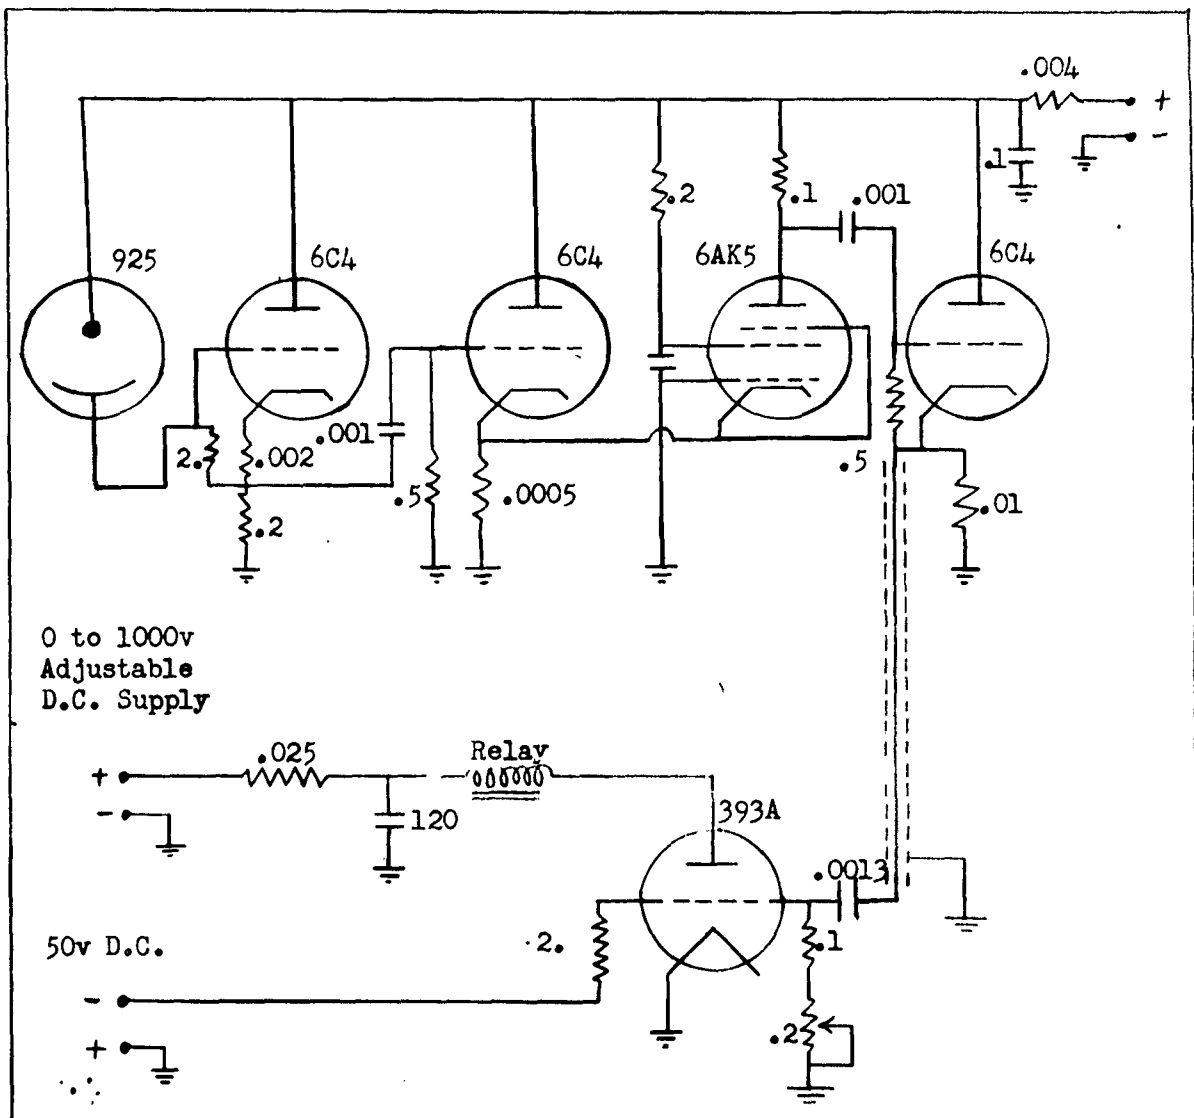 .004
+
-
.1
.2
.1
.001
925
6C4
6C4
6AK5
6C4
2.
.002
.001
.5
.0005
.5
.01
.2
0 to 1000v
Adjustable
D.C. Supply
.025
Relay
+
-
120
393A
.0013
50v D.C.
2.
.1
-
.2
+